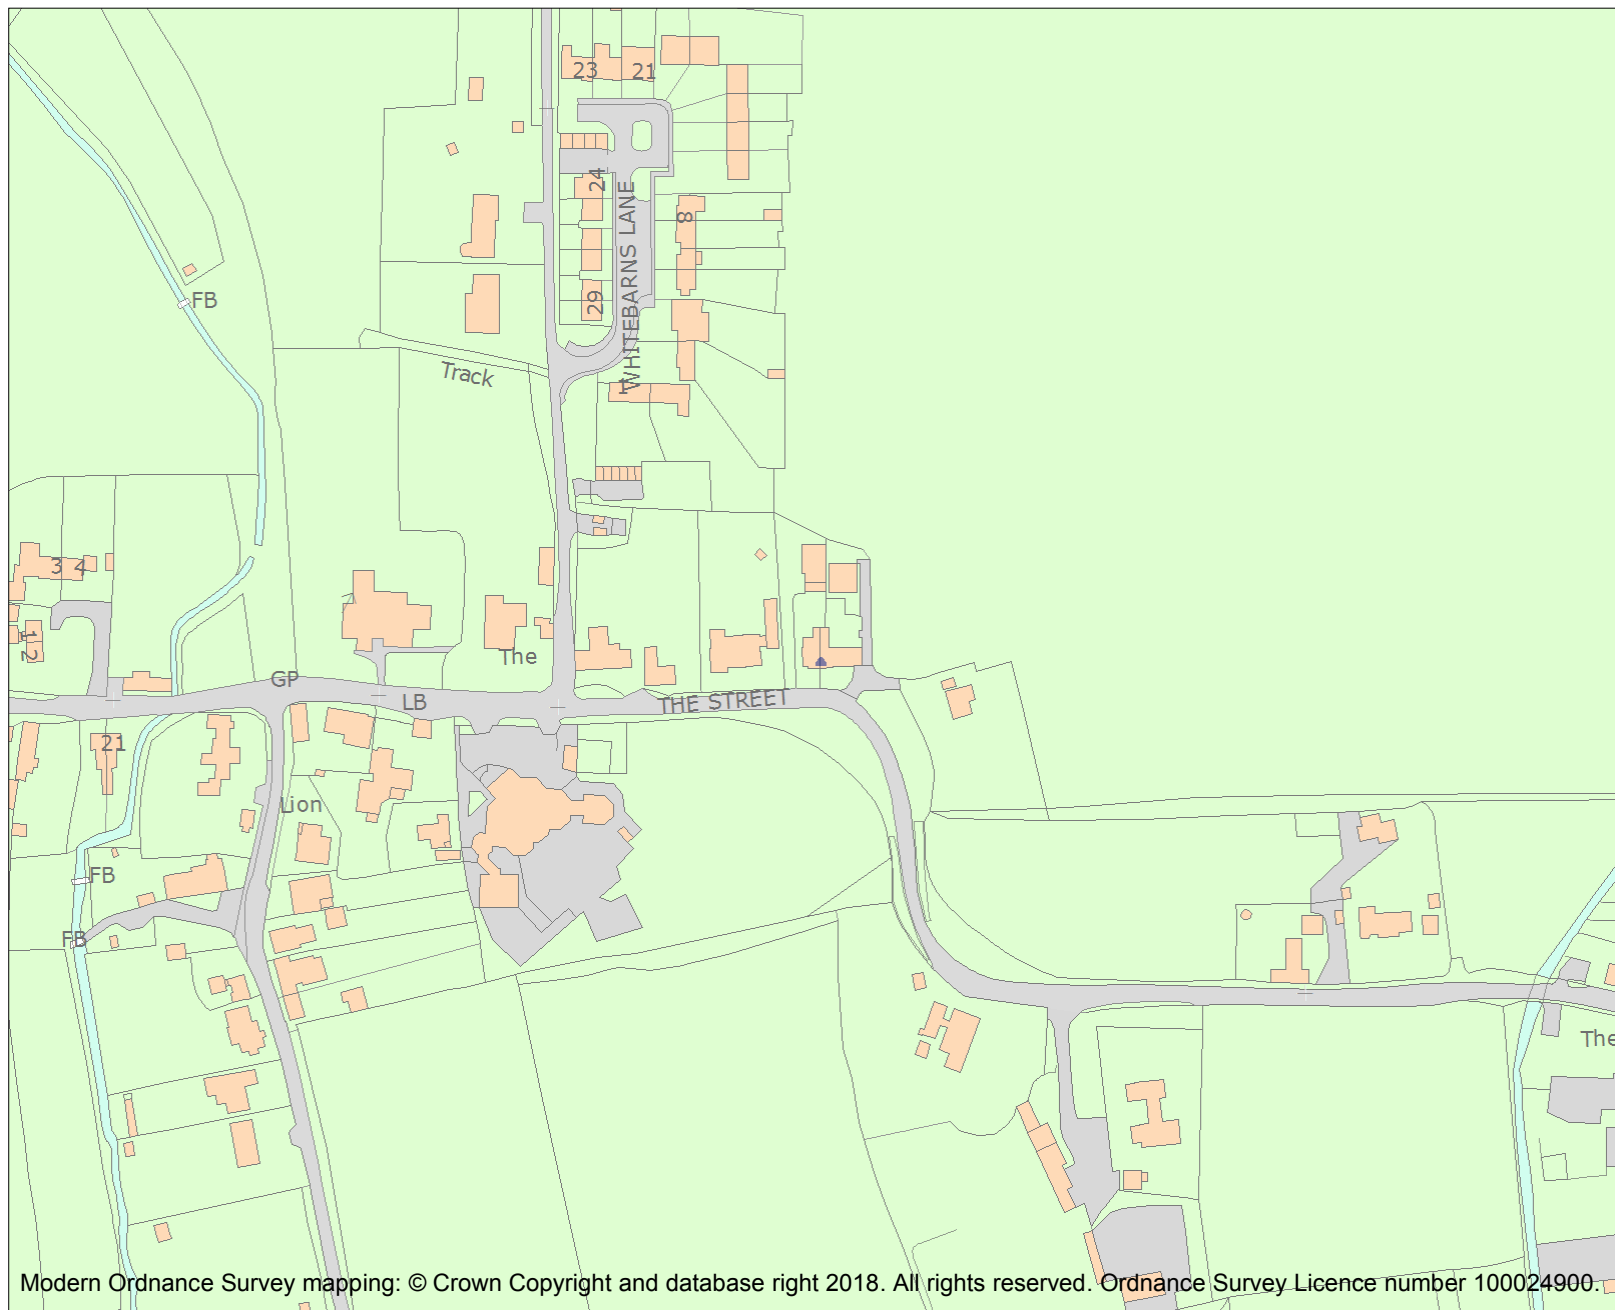 23
21
24
WHITEBARNS LANE
8
FB
29
Track
1
3 4
1 2
The
GP
LB
THE STREET
21
Lion
FB
FB
The
Modern Ordnance Survey mapping: © Crown Copyright and database right 2018. All rights reserved. Ordnance Survey Licence number 100024900.